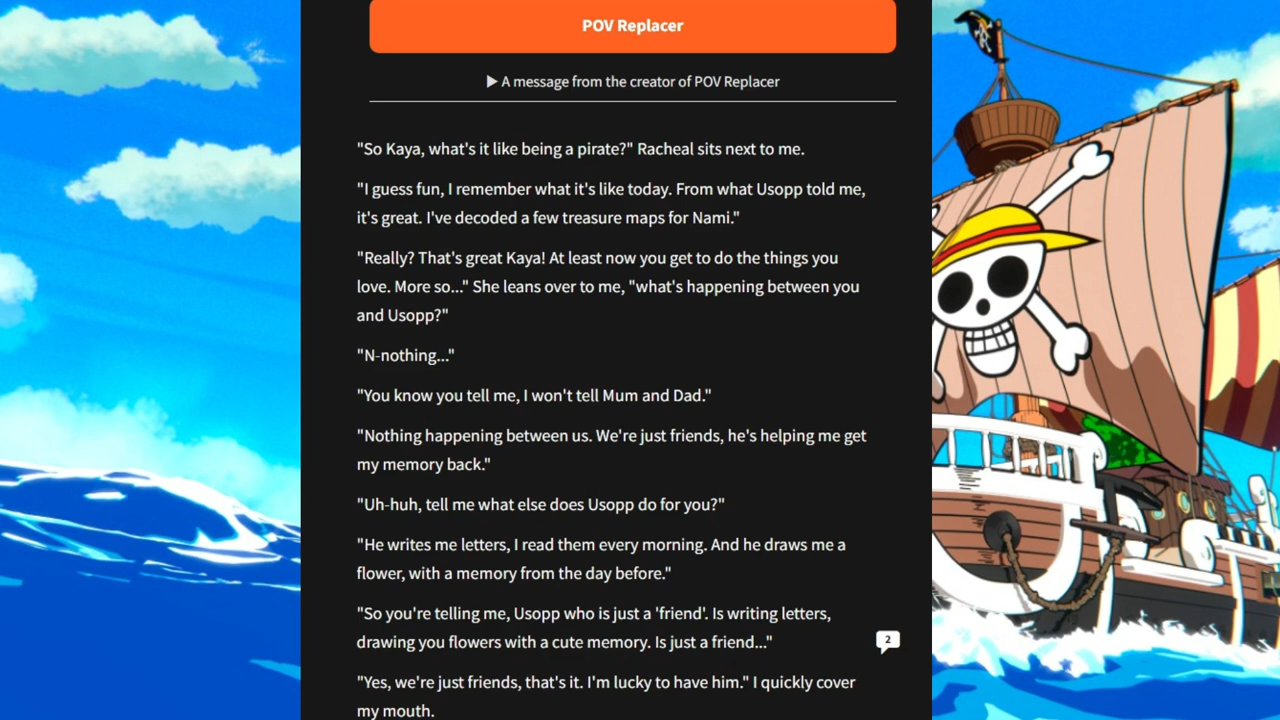 POV Replacer
▶ A message from the creator of POV Replacer
"So Kaya, what's it like being a pirate?" Racheal sits next to me.
"I guess fun, I remember what it's like today. From what Usopp told me,
it's great. I've decoded a few treasure maps for Nami."
"Really? That's great Kaya! At least now you get to do the things you
love. More so..." She leans over to me, "what's happening between you
and Usopp?"
"N-nothing..."
"You know you tell me, I won't tell Mum and Dad."
"Nothing happening between us. We're just friends, he's helping me get
my memory back."
"Uh-huh, tell me what else does Usopp do for you?"
"He writes me letters, I read them every morning. And he draws me a
flower, with a memory from the day before."
"So you're telling me, Usopp who is just a 'friend'. Is writing letters,
drawing you flowers with a cute memory. Is just a friend..."
2
"Yes, we're just friends, that's it. I'm lucky to have him." I quickly cover
my mouth.